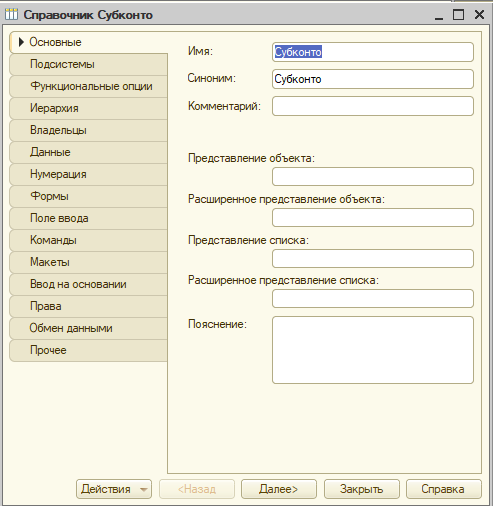 Справочник Субконто
Основные
Подсистемы
Функциональные опции
Иерархия
Владельцы
Данные
Нумерация
Формы
Поле ввода
Команды
Макеты
Ввод на основании
Права
Обмен данными
Прочее
Имя: Субконто
Синоним: Субконто
Комментарий:
Представление объекта:
Расширенное представление объекта:
Представление списка:
Расширенное представление списка:
Пояснение:
Действия <Назад Далее> Закрыть Справка